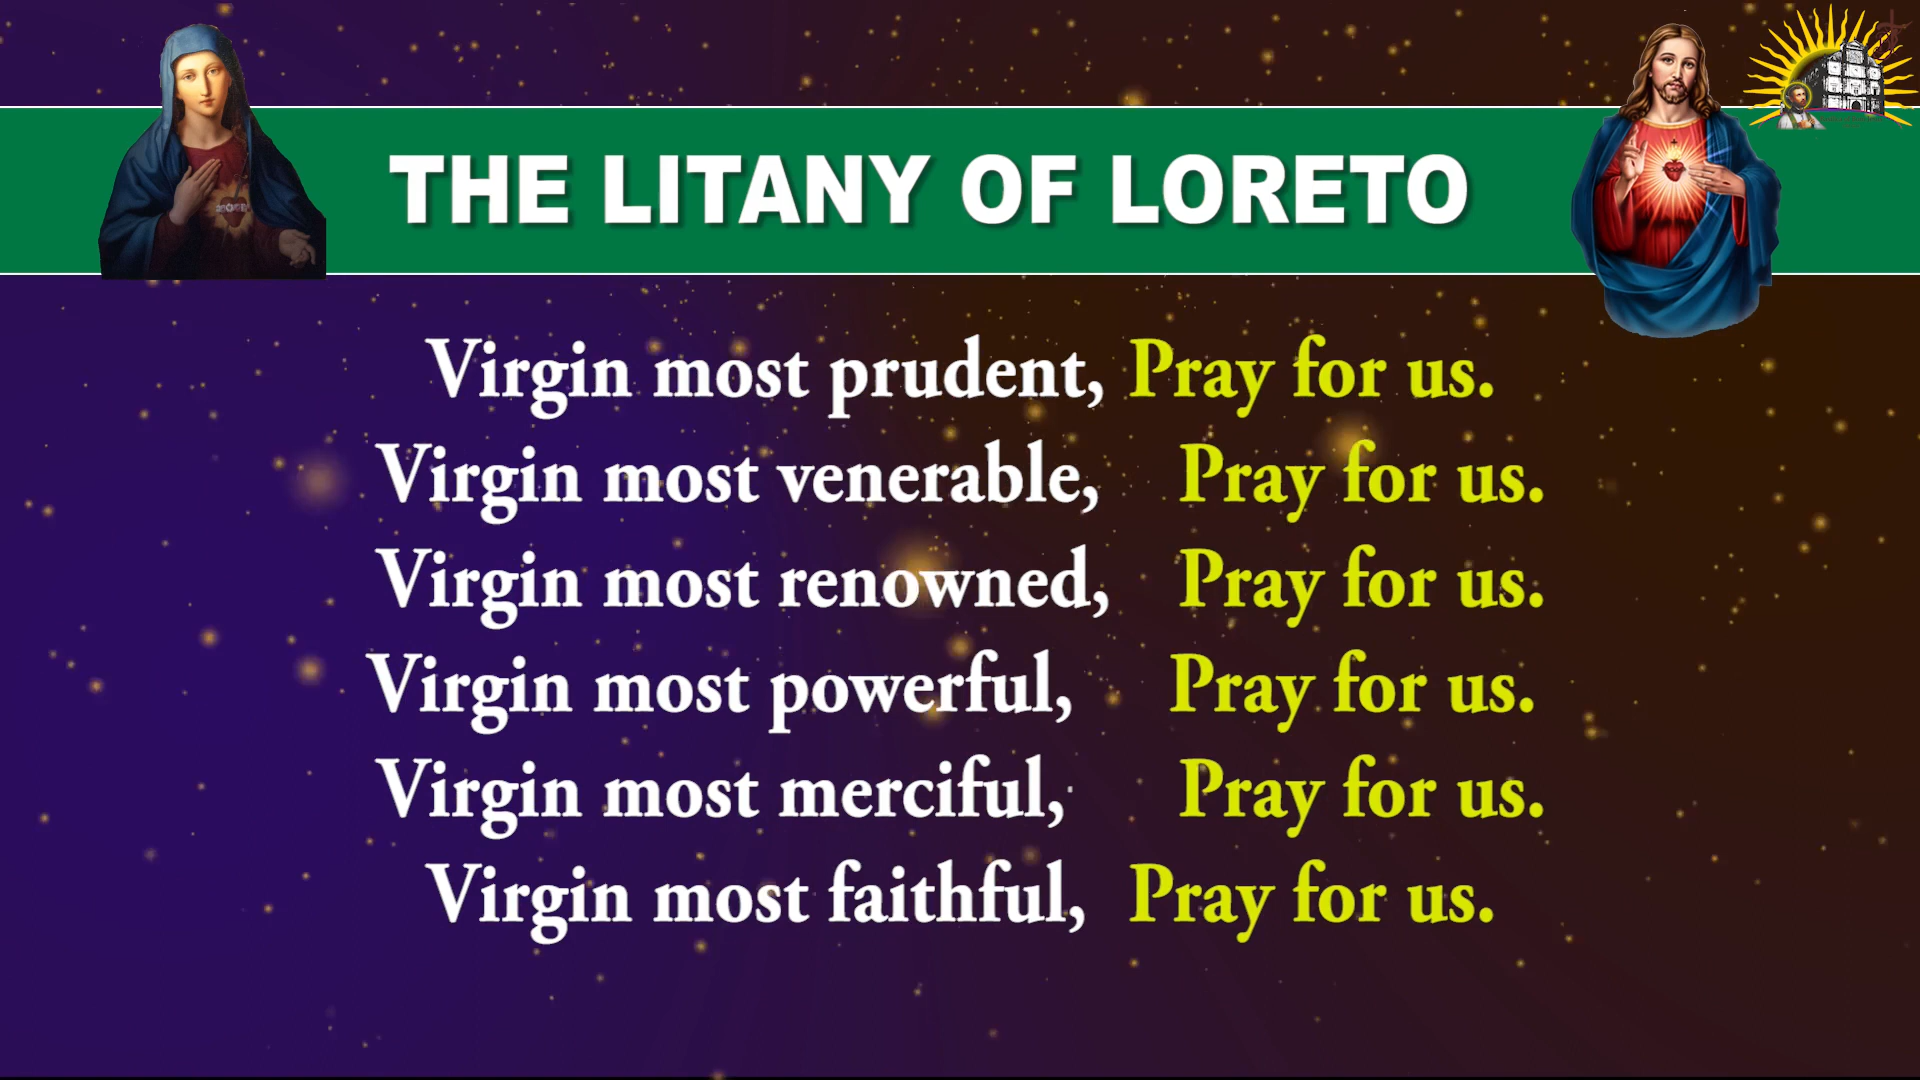 THE LITANY OF LORETO
Virgin most prudent, Pray for us.
Virgin most venerable, Pray for us.
Virgin most renowned, Pray for us.
Virgin most powerful, Pray for us.
Virgin most merciful, Pray for us.
Virgin most faithful, Pray for us.